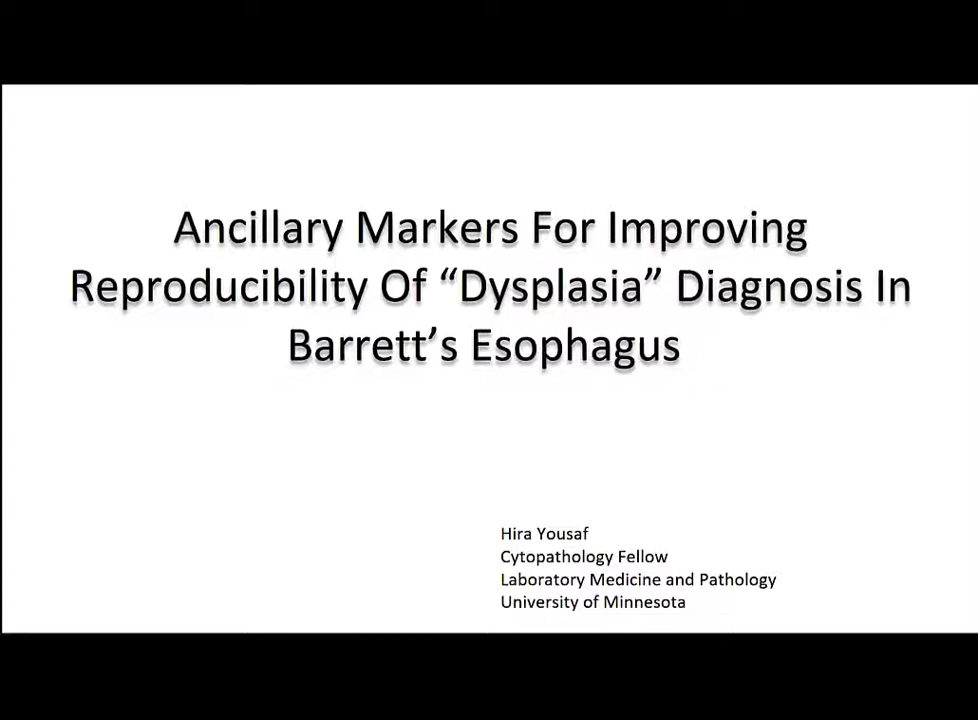 Ancillary Markers For Improving
Reproducibility Of “Dysplasia” Diagnosis In
Barrett’s Esophagus
Hira Yousaf
Cytopathology Fellow
Laboratory Medicine and Pathology
University of Minnesota